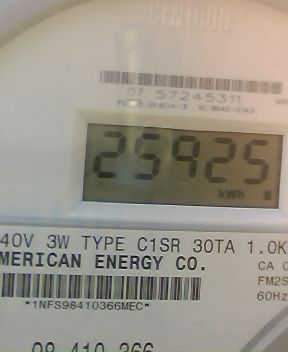 CENTRON
07 57245311
25925
kWh
40V 3W TYPE C1SR 30TA 1.0K
MERICAN ENERGY CO.
CA
FM2S
60Hz
*1NFS98410366MEC*
98 410 366